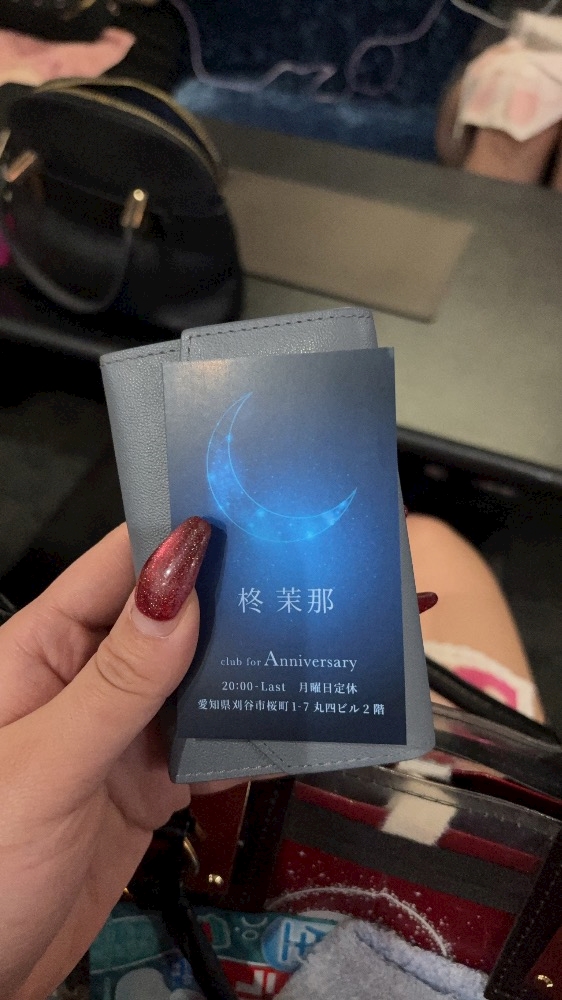 柊 茉那
club for Anniversary
20:00-Last 月曜日定休
愛知県刈谷市桜町1-7 丸四ビル2階